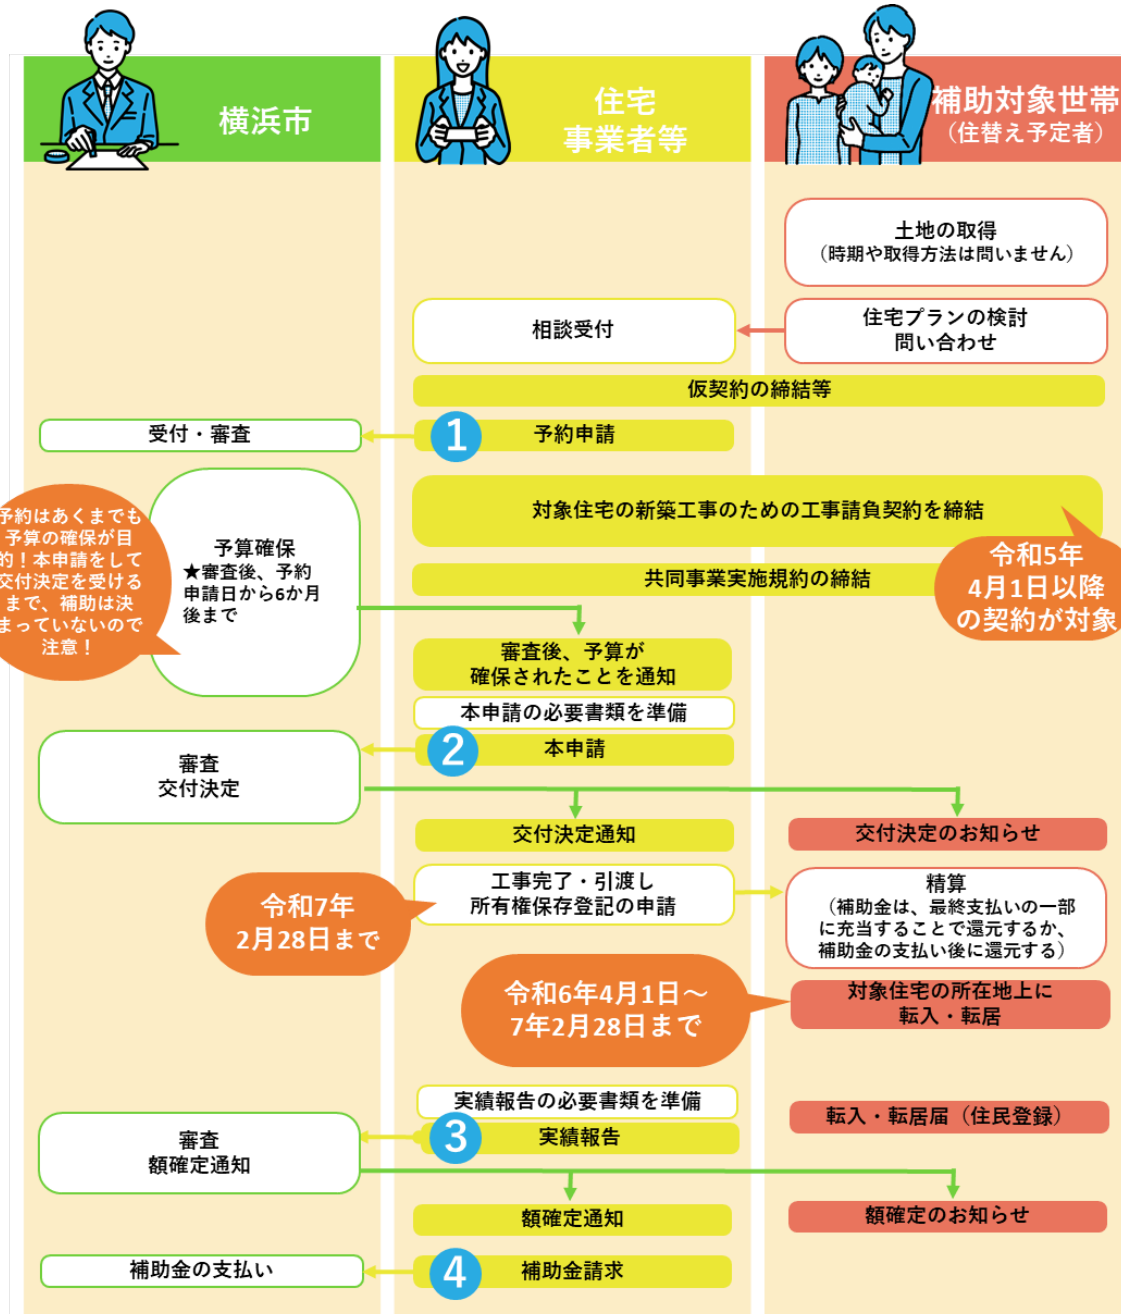 横浜市
住宅
事業者等
補助対象世帯
（住替え予定者）
土地の取得
（時期や取得方法は問いません）
相談受付
住宅プランの検討
問い合わせ
仮契約の締結等
受付・審査
1
予約申請
予約はあくまでも
予算の確保が目
的！本申請をして
交付決定を受ける
まで、補助は決
まっていないので
注意！
予算確保
★審査後、予約
申請日から6か月
後まで
対象住宅の新築工事のための工事請負契約を締結
令和5年
4月1日以降
の契約が対象
共同事業実施規約の締結
審査後、予算が
確保されたことを通知
本申請の必要書類を準備
2
本申請
審査
交付決定
交付決定通知
交付決定のお知らせ
令和7年
2月28日まで
工事完了・引渡し
所有権保存登記の申請
精算
（補助金は、最終支払いの一部
に充当することで還元するか、
補助金の支払い後に還元する）
令和6年4月1日～
7年2月28日まで
対象住宅の所在地上に
転入・転居
実績報告の必要書類を準備
転入・転居届（住民登録）
3
実績報告
審査
額確定通知
額確定通知
額確定のお知らせ
補助金の支払い
4
補助金請求